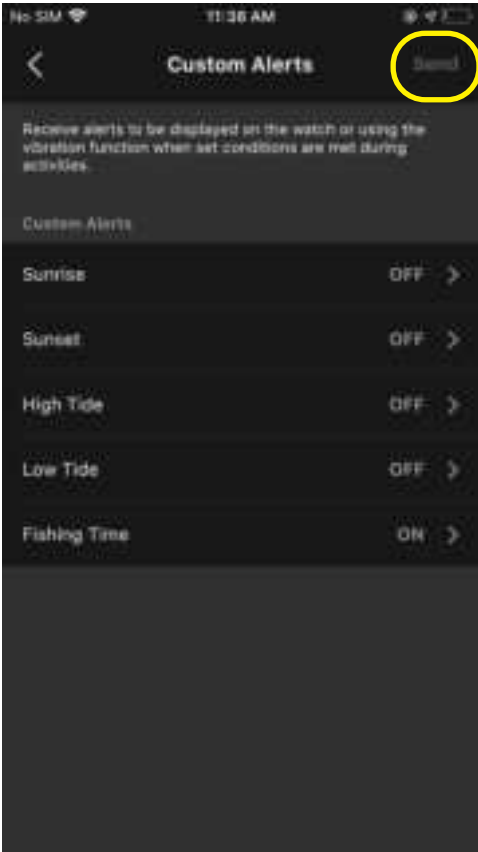 No SIM 11:36 AM
Custom Alerts Send
Receive alerts to be displayed on the watch or using the
vibration function when set conditions are met during
activities.
Custom Alerts
Sunrise OFF
Sunset OFF
High Tide OFF
Low Tide OFF
Fishing Time ON